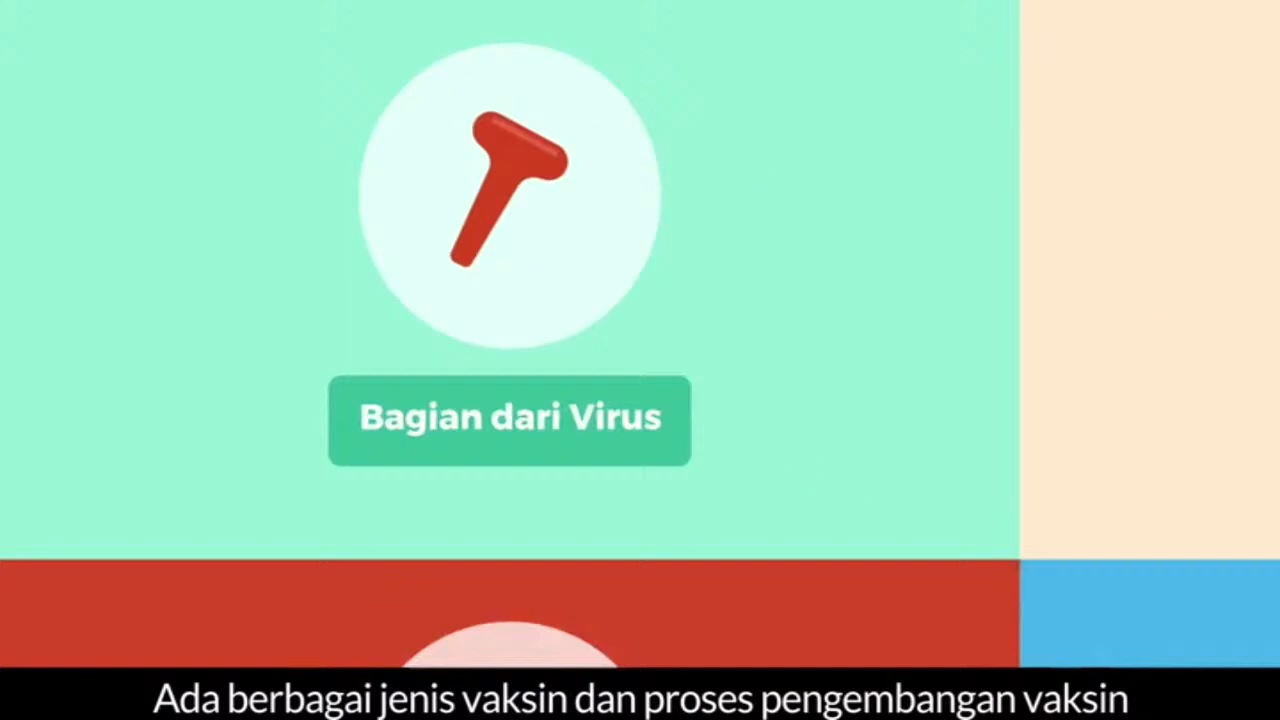 Bagian dari Virus
Ada berbagai jenis vaksin dan proses pengembangan vaksin